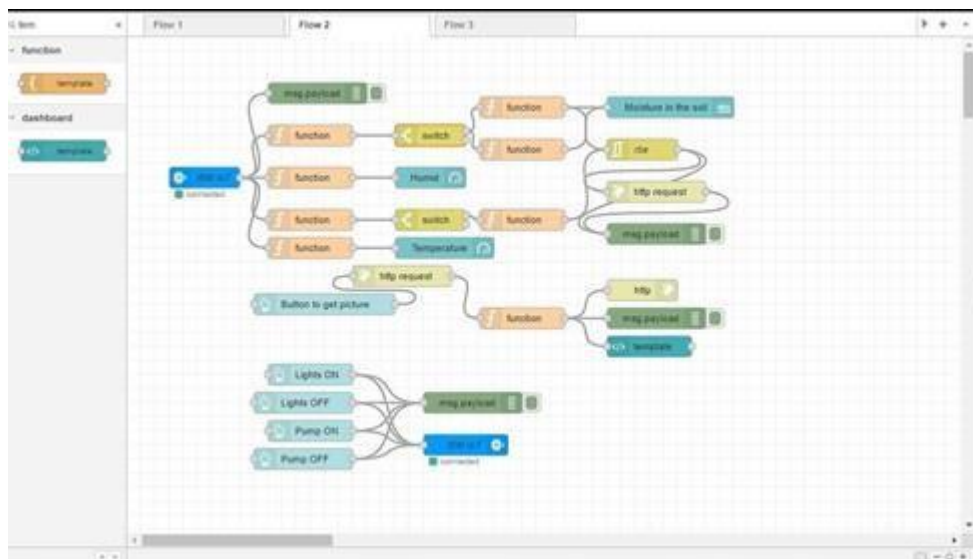 Flow 1
Flow 2
Flow 3
function
template
dashboard
template
msg.payload
function
switch
function
function
Moisture in the soil
rbe
function
Humid
http request
connected
function
switch
function
msg.payload
function
Temperature
http request
Button to get picture
function
http
msg.payload
template
Lights ON
Lights OFF
Pump ON
Pump OFF
msg.payload
connected